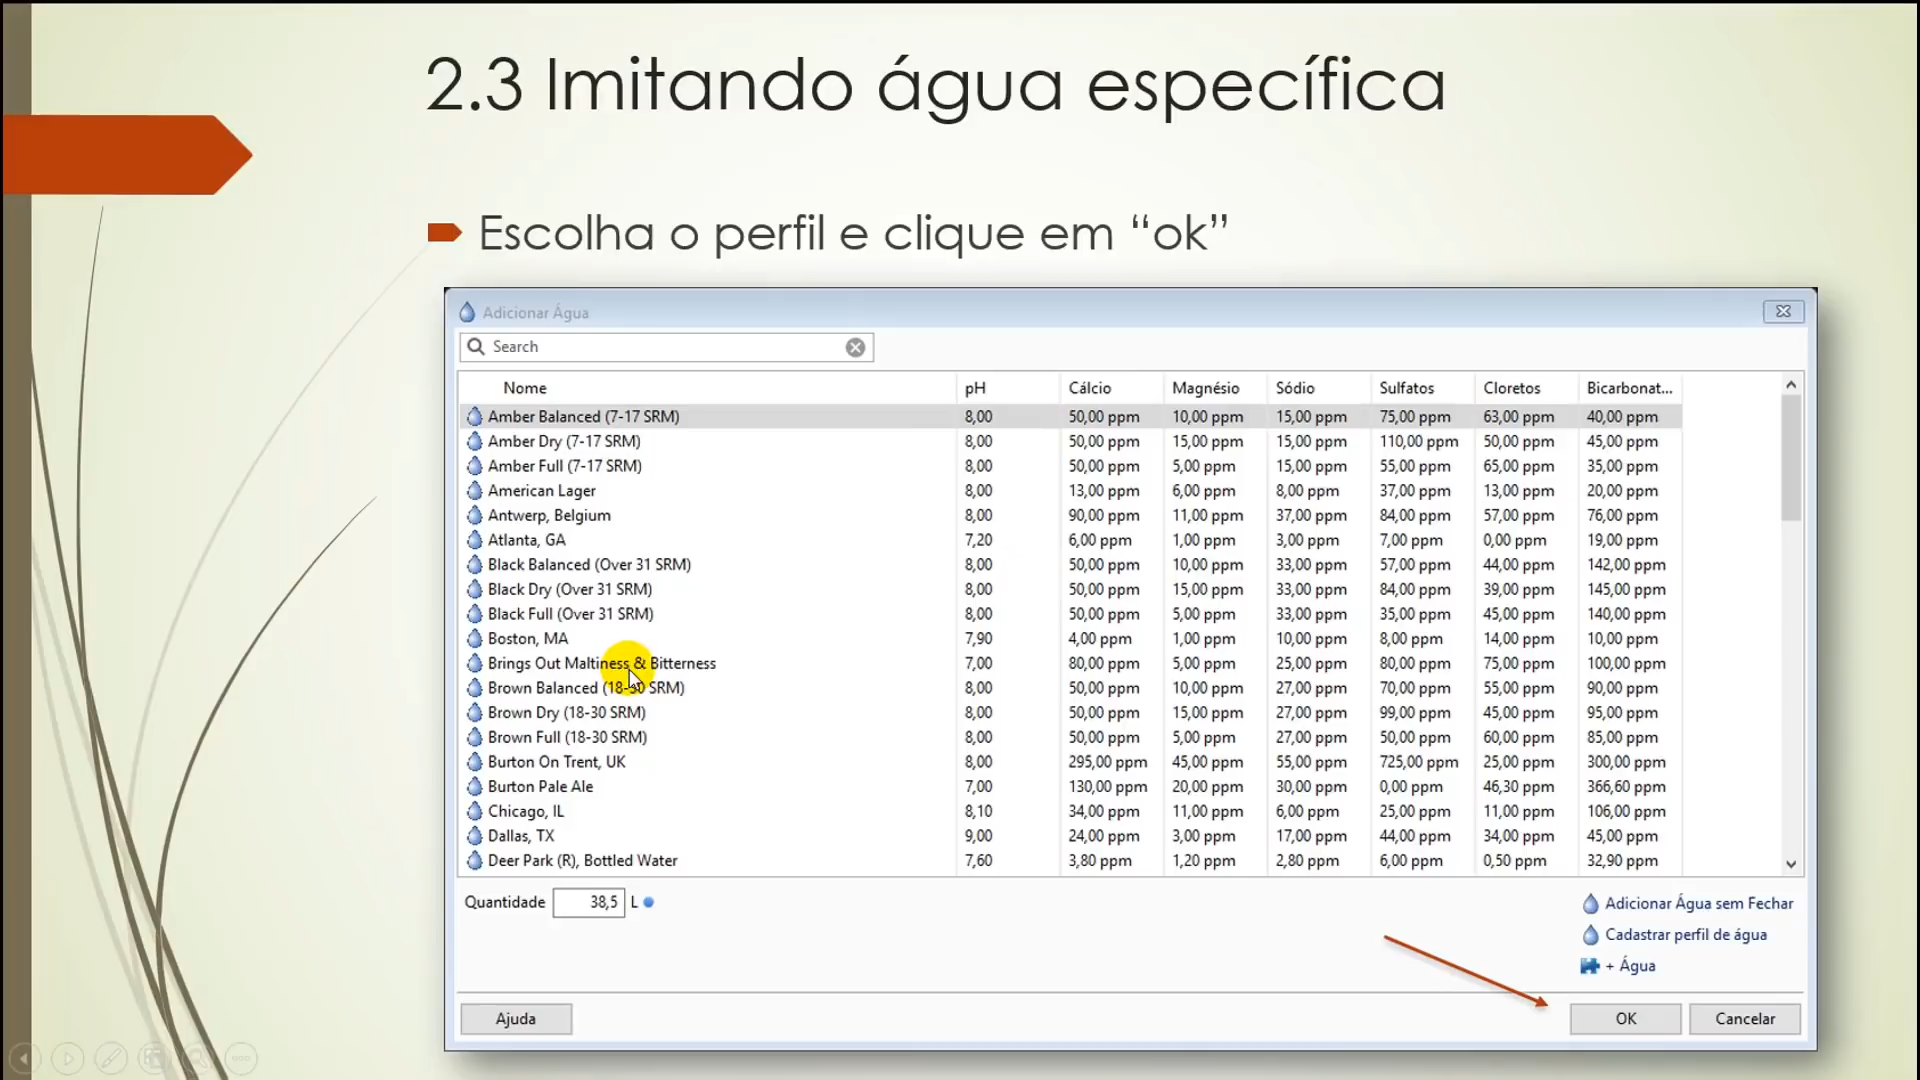 2.3 Imitando água específica
Escolha o perfil e clique em “ok”
Adicionar Água
Search
Nome pH Cálcio Magnésio Sódio Sulfatos Cloretos Bicarbonat...
Amber Balanced (7-17 SRM) 8,00 50,00 ppm 10,00 ppm 15,00 ppm 75,00 ppm 63,00 ppm 40,00 ppm
Amber Dry (7-17 SRM) 8,00 50,00 ppm 15,00 ppm 15,00 ppm 110,00 ppm 50,00 ppm 45,00 ppm
Amber Full (7-17 SRM) 8,00 50,00 ppm 5,00 ppm 15,00 ppm 55,00 ppm 65,00 ppm 35,00 ppm
American Lager 8,00 13,00 ppm 6,00 ppm 8,00 ppm 37,00 ppm 13,00 ppm 20,00 ppm
Antwerp, Belgium 8,00 90,00 ppm 11,00 ppm 37,00 ppm 84,00 ppm 57,00 ppm 76,00 ppm
Atlanta, GA 7,20 6,00 ppm 1,00 ppm 3,00 ppm 7,00 ppm 0,00 ppm 19,00 ppm
Black Balanced (Over 31 SRM) 8,00 50,00 ppm 10,00 ppm 33,00 ppm 57,00 ppm 44,00 ppm 142,00 ppm
Black Dry (Over 31 SRM) 8,00 50,00 ppm 15,00 ppm 33,00 ppm 84,00 ppm 39,00 ppm 145,00 ppm
Black Full (Over 31 SRM) 8,00 50,00 ppm 5,00 ppm 33,00 ppm 35,00 ppm 45,00 ppm 140,00 ppm
Boston, MA 7,90 4,00 ppm 1,00 ppm 10,00 ppm 8,00 ppm 14,00 ppm 10,00 ppm
Brings Out Maltiness & Bitterness 7,00 80,00 ppm 5,00 ppm 25,00 ppm 80,00 ppm 75,00 ppm 100,00 ppm
Brown Balanced (18-30 SRM) 8,00 50,00 ppm 10,00 ppm 27,00 ppm 70,00 ppm 55,00 ppm 90,00 ppm
Brown Dry (18-30 SRM) 8,00 50,00 ppm 15,00 ppm 27,00 ppm 99,00 ppm 45,00 ppm 95,00 ppm
Brown Full (18-30 SRM) 8,00 50,00 ppm 5,00 ppm 27,00 ppm 50,00 ppm 60,00 ppm 85,00 ppm
Burton On Trent, UK 8,00 295,00 ppm 45,00 ppm 55,00 ppm 725,00 ppm 25,00 ppm 300,00 ppm
Burton Pale Ale 7,00 130,00 ppm 20,00 ppm 30,00 ppm 0,00 ppm 46,30 ppm 366,60 ppm
Chicago, IL 8,10 34,00 ppm 11,00 ppm 6,00 ppm 25,00 ppm 11,00 ppm 106,00 ppm
Dallas, TX 9,00 24,00 ppm 3,00 ppm 17,00 ppm 44,00 ppm 34,00 ppm 45,00 ppm
Deer Park (R), Bottled Water 7,60 3,80 ppm 1,20 ppm 2,80 ppm 6,00 ppm 0,50 ppm 32,90 ppm
Quantidade 38,5 L
Adicionar Água sem Fechar
Cadastrar perfil de água
+ Água
Ajuda OK Cancelar